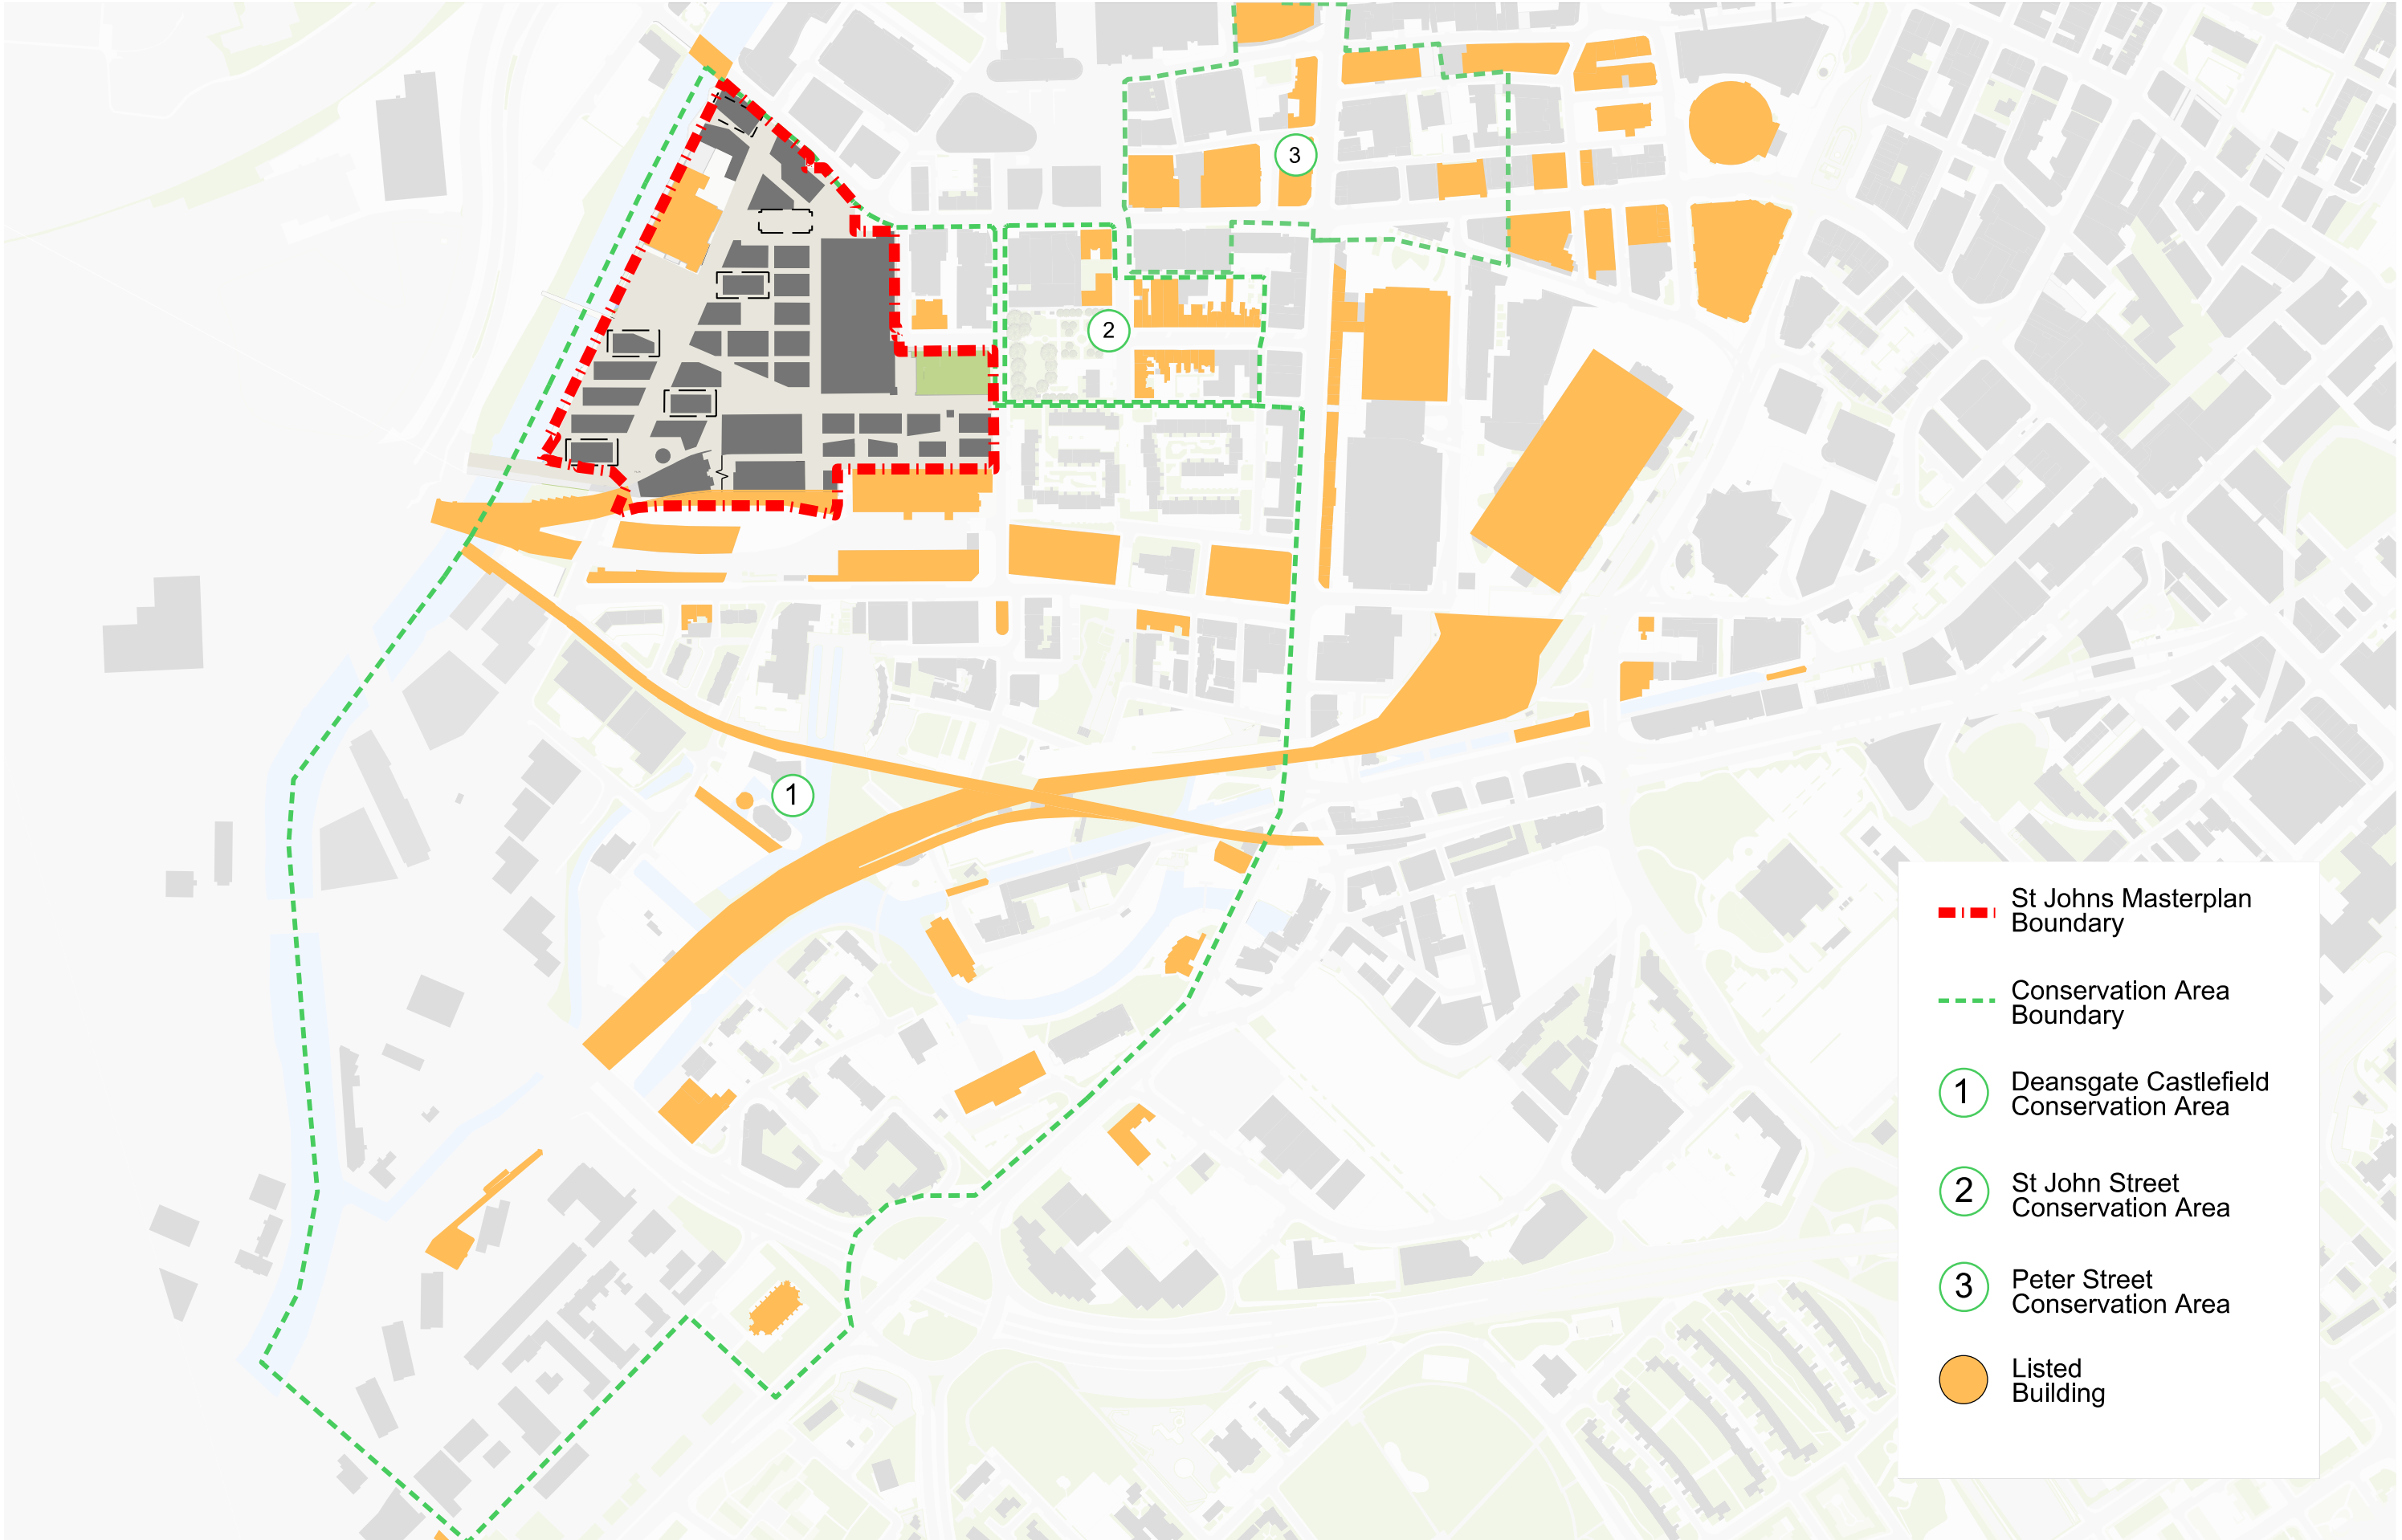 3
2
1
St Johns Masterplan
Boundary
Conservation Area
Boundary
1
Deansgate Castlefield
Conservation Area
2
St John Street
Conservation Area
3
Peter Street
Conservation Area
Listed
Building